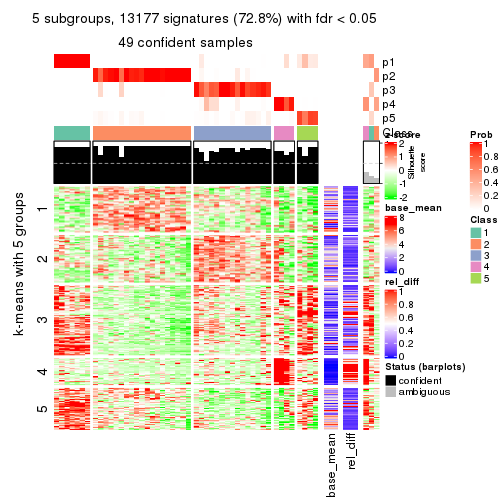 5 subgroups, 13177 signatures (72.8%) with fdr < 0.05
49 confident samples
p1
p2
p3
p4
p5
Class
Silhouette
score
k-means with 5 groups
1
2
3
4
5
base_mean
rel_diff
z-score
2
1
0
-1
-2
base_mean
8
6
4
2
0
rel_diff
1
0.8
0.6
0.4
0.2
0
Status (barplots)
confident
ambiguous
Prob
1
0.8
0.6
0.4
0.2
0
Class
1
2
3
4
5